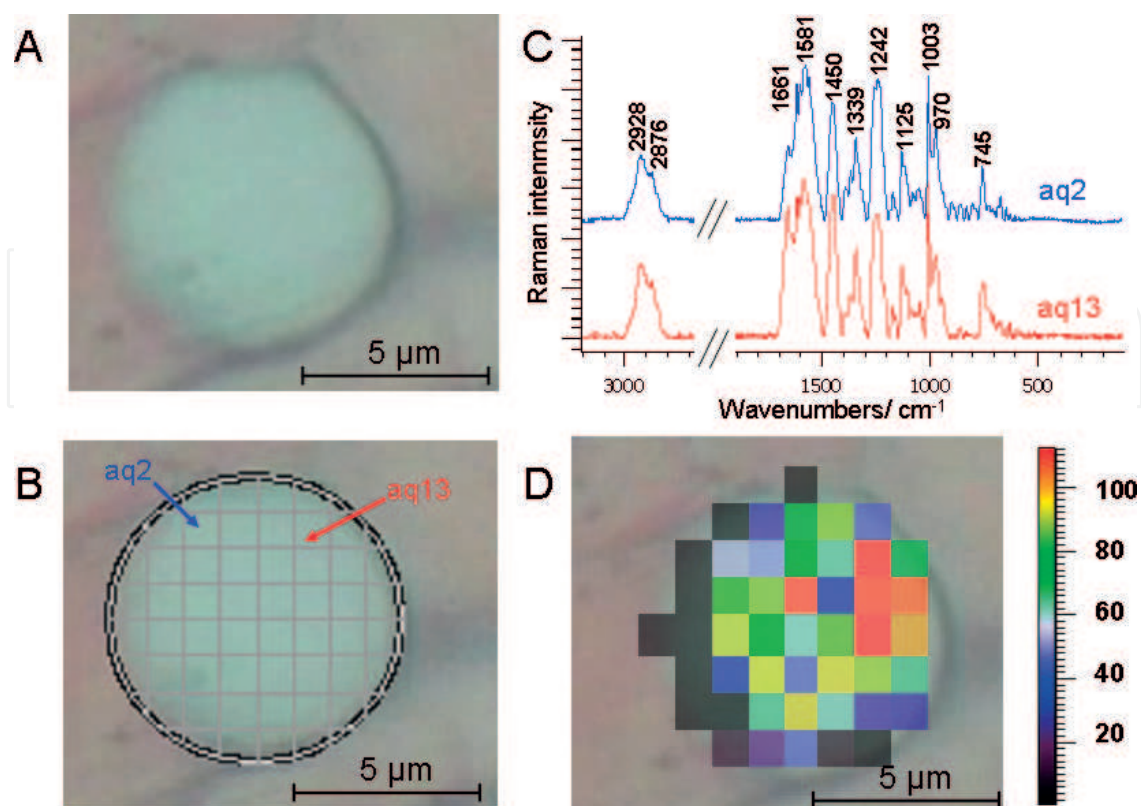 A
5 µm
C
Raman intenmsity
2928
2876
1661
1581
1450
1339
1242
1125
1003
970
745
aq2
aq13
3000
1500
1000
500
Wavenumbers/ cm⁻¹
B
aq2
aq13
5 µm
D
5 µm
100
80
60
40
20